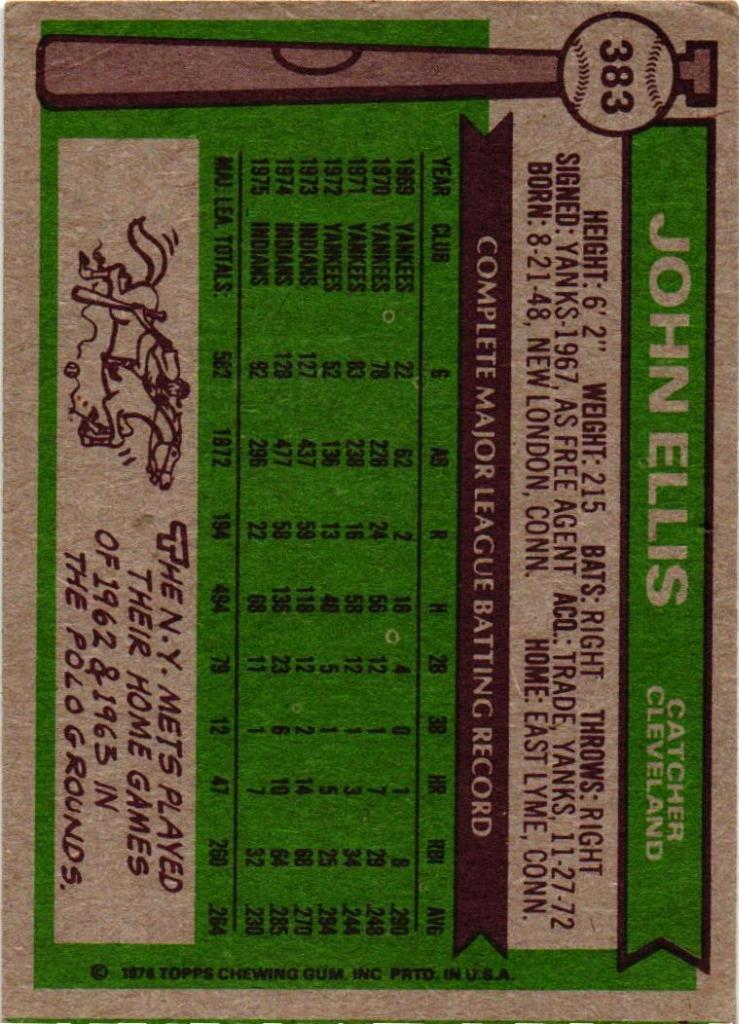 383
JOHN ELLIS
CATCHER
CLEVELAND
HEIGHT: 6' 2" WEIGHT: 215 BATS: RIGHT THROWS: RIGHT
SIGNED: YANKS-1967, AS FREE AGENT ACQ.: TRADE, YANKS, 11-27-72
BORN: 8-21-48, NEW LONDON, CONN. HOME: EAST LYME, CONN.
COMPLETE MAJOR LEAGUE BATTING RECORD
YEAR CLUB G AB R H 2B 3B HR RBI AVG
1969 YANKEES 22 62 2 18 4 0 1 8 .290
1970 YANKEES 78 226 24 56 12 1 7 29 .248
1971 YANKEES 83 238 16 58 12 1 3 34 .244
1972 YANKEES 52 136 13 40 5 1 5 25 .294
1973 INDIANS 127 437 59 118 12 2 14 68 .270
1974 INDIANS 128 477 58 136 23 6 10 64 .285
1975 INDIANS 92 296 22 68 11 1 7 32 .230
MAJ. LEA. TOTALS: 582 1872 194 494 79 12 47 260 .264
THE N.Y. METS PLAYED
THEIR HOME GAMES
OF 1962 & 1963 IN
THE POLO GROUNDS.
© 1976 TOPPS CHEWING GUM, INC PRTD. IN U.S.A.